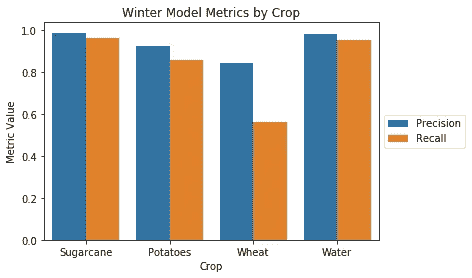 Winter Model Metrics by Crop
1.0
0.8
0.6
0.4
0.2
0.0
Metric Value
Sugarcane Potatoes Wheat Water
Crop
Precision
Recall